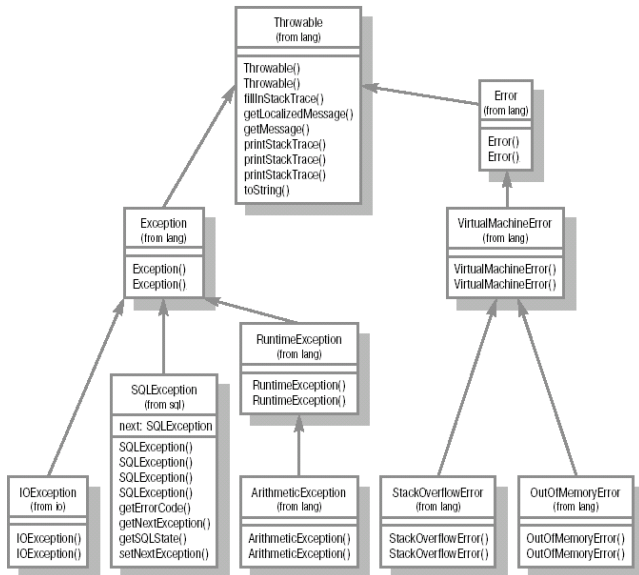 Throwable
(from lang)
Throwable()
Throwable()
fillInStackTrace()
getLocalizedMessage()
getMessage()
printStackTrace()
printStackTrace()
printStackTrace()
toString()
Error
(from lang)
Error()
Error()
Exception
(from lang)
Exception()
Exception()
VirtualMachineError
(from lang)
VirtualMachineError()
VirtualMachineError()
RuntimeException
(from lang)
RuntimeException()
RuntimeException()
SQLException
(from sql)
next: SQLException
SQLException()
SQLException()
SQLException()
SQLException()
getErrorCode()
getNextException()
getSQLState()
setNextException()
IOException
(from io)
IOException()
IOException()
ArithmeticException
(from lang)
ArithmeticException()
ArithmeticException()
StackOverflowError
(from lang)
StackOverflowError()
StackOverflowError()
OutOfMemoryError
(from lang)
OutOfMemoryError()
OutOfMemoryError()